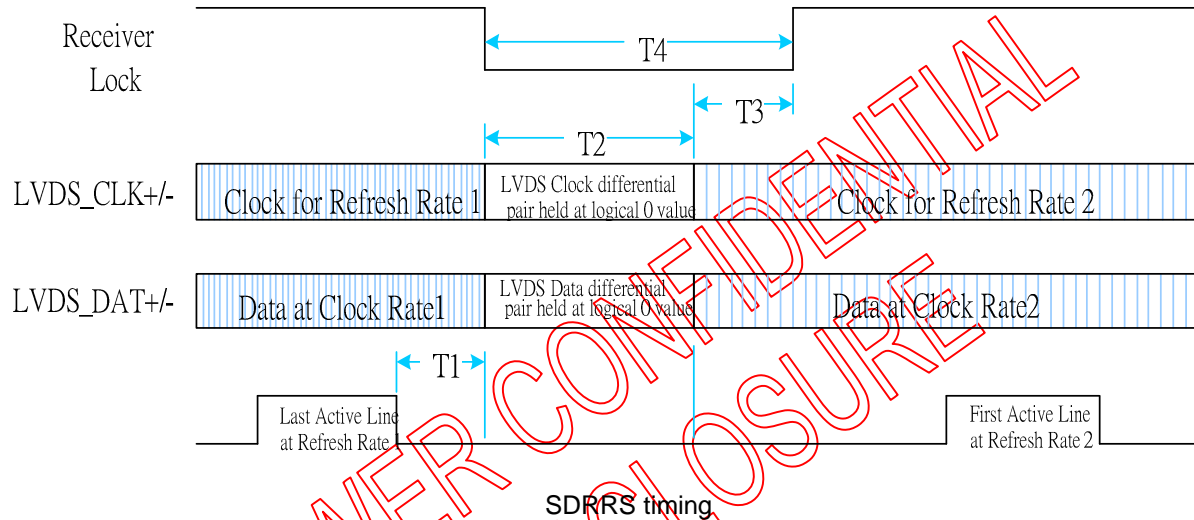 Receiver
Lock
T4
T3
T2
LVDS_CLK+/-
Clock for Refresh Rate 1
LVDS Clock differential
pair held at logical 0 value
Clock for Refresh Rate 2
LVDS_DAT+/-
Data at Clock Rate1
LVDS Data differential
pair held at logical 0 value
Data at Clock Rate2
T1
Last Active Line
at Refresh Rate 1
First Active Line
at Refresh Rate 2
SDRRS timing
CONFIDENTIAL